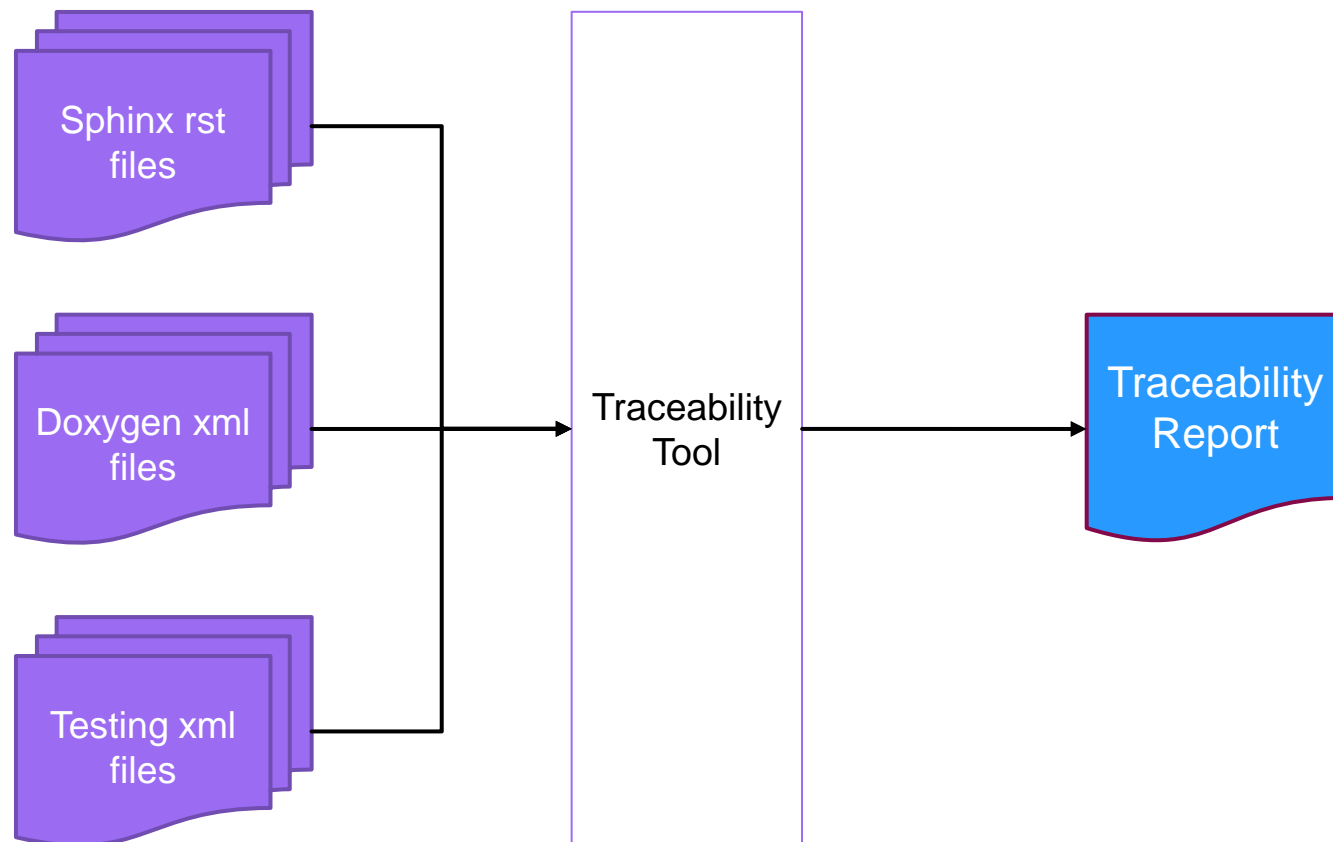 Sphinx rst
files
Doxygen xml
files
Testing xml
files
Traceability
Tool
Traceability
Report